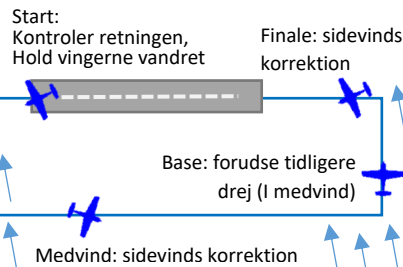 Start:
Kontroler retningen,
Hold vingerne vandret
Finale: sidevinds
korrektion
Base: forudse tidligere
drej (I medvind)
Medvind: sidevinds korrektion